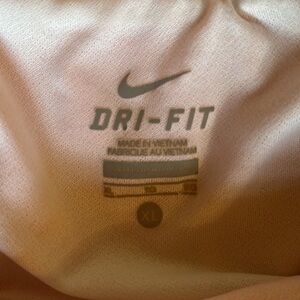 DRI-FIT
MADE IN VIETNAM
FABRIQUE AU VIETNAM
XL